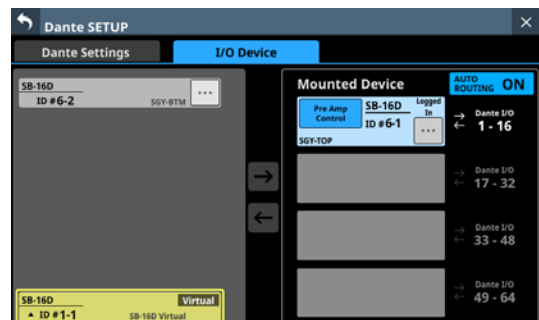 Dante SETUP
Dante Settings
I/O Device
SB-16D
ID #6-2
SGY-BTM
...
Mounted Device
AUTO ROUTING ON
Pre Amp Control
SB-16D
ID #6-1
Logged In
...
SGY-TOP
Dante I/O
1 - 16
Dante I/O
17 - 32
Dante I/O
33 - 48
Dante I/O
49 - 64
SB-16D
Virtual
ID #1-1
SB-16D Virtual